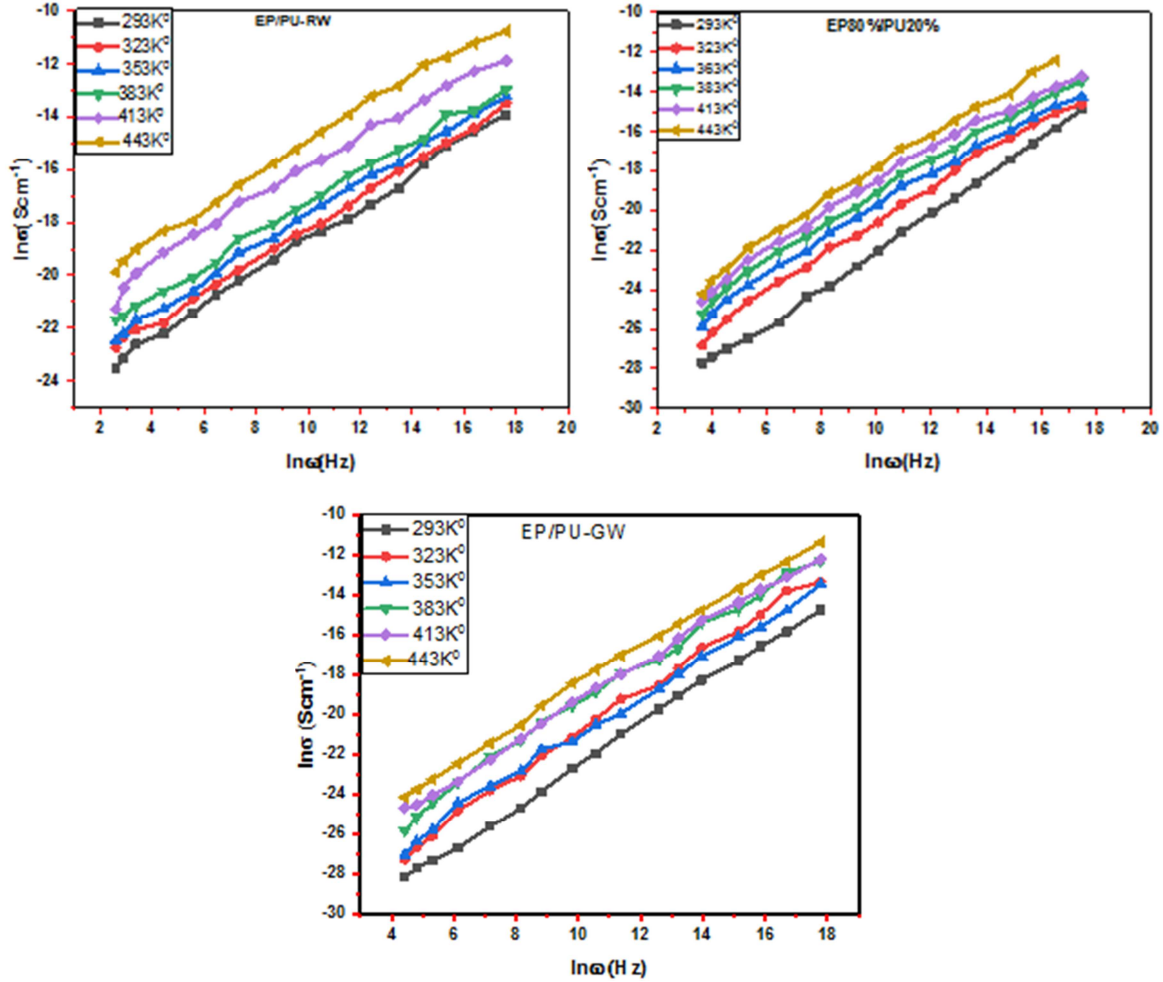 EP/PU-RW
293K⁰
323K⁰
353K⁰
383K⁰
413K⁰
443K⁰
-10
-12
-14
-16
-18
-20
-22
-24
lnσ(Scm⁻¹)
2 4 6 8 10 12 14 16 18 20
lnω(Hz)
EP80%/PU20%
293K⁰
323K⁰
363K⁰
383K⁰
413K⁰
443K⁰
-10
-12
-14
-16
-18
-20
-22
-24
-26
-28
-30
lnσ(Scm⁻¹)
2 4 6 8 10 12 14 16 18 20
lnω(Hz)
EP/PU-GW
293K⁰
323K⁰
353K⁰
383K⁰
413K⁰
443K⁰
-10
-12
-14
-16
-18
-20
-22
-24
-26
-28
-30
lnσ (Scm⁻¹)
4 6 8 10 12 14 16 18
lnω(Hz)